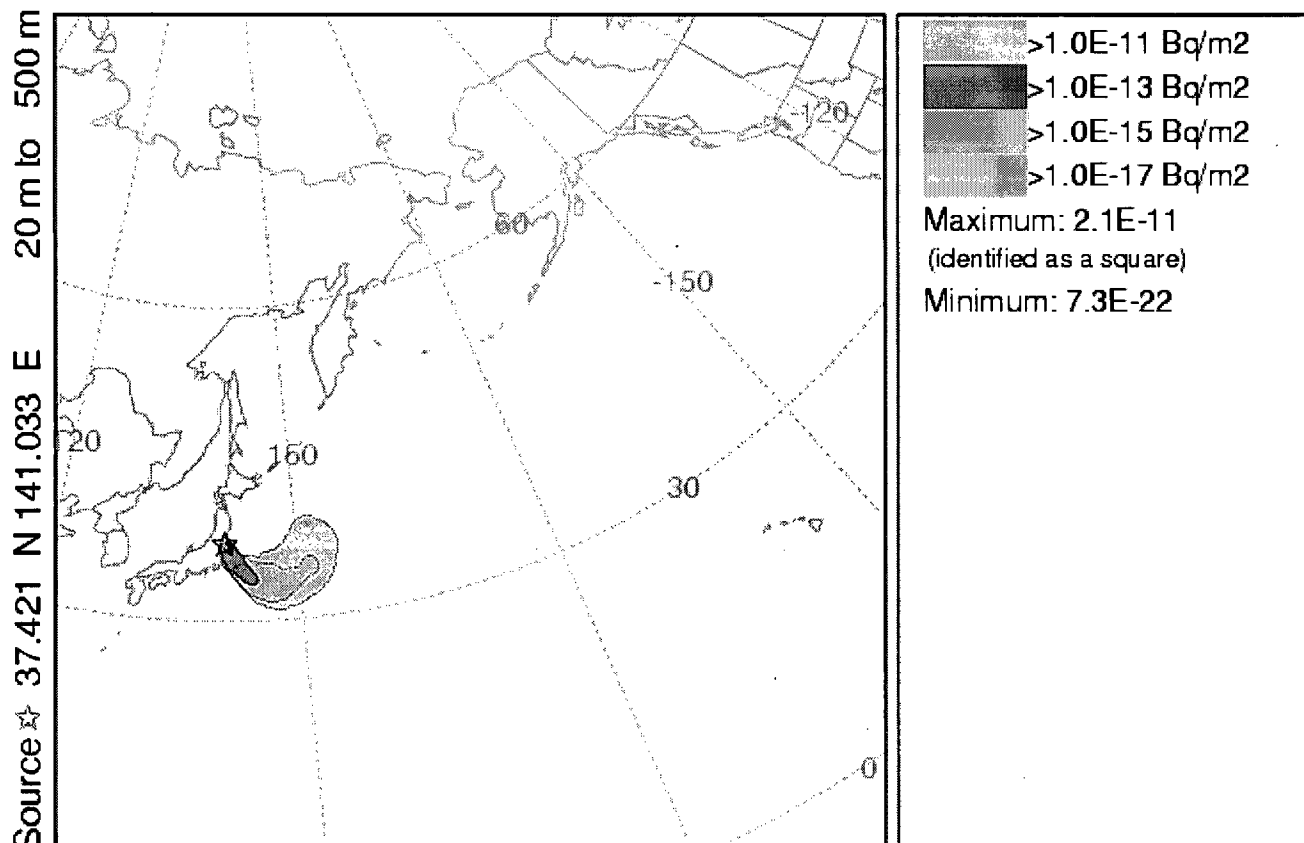 Source ☆ 37.421 N 141.033 E 20 m to 500 m
-120
60
-150
20
160
30
0
>1.0E-11 Bq/m2
>1.0E-13 Bq/m2
>1.0E-15 Bq/m2
>1.0E-17 Bq/m2
Maximum: 2.1E-11
(identified as a square)
Minimum: 7.3E-22